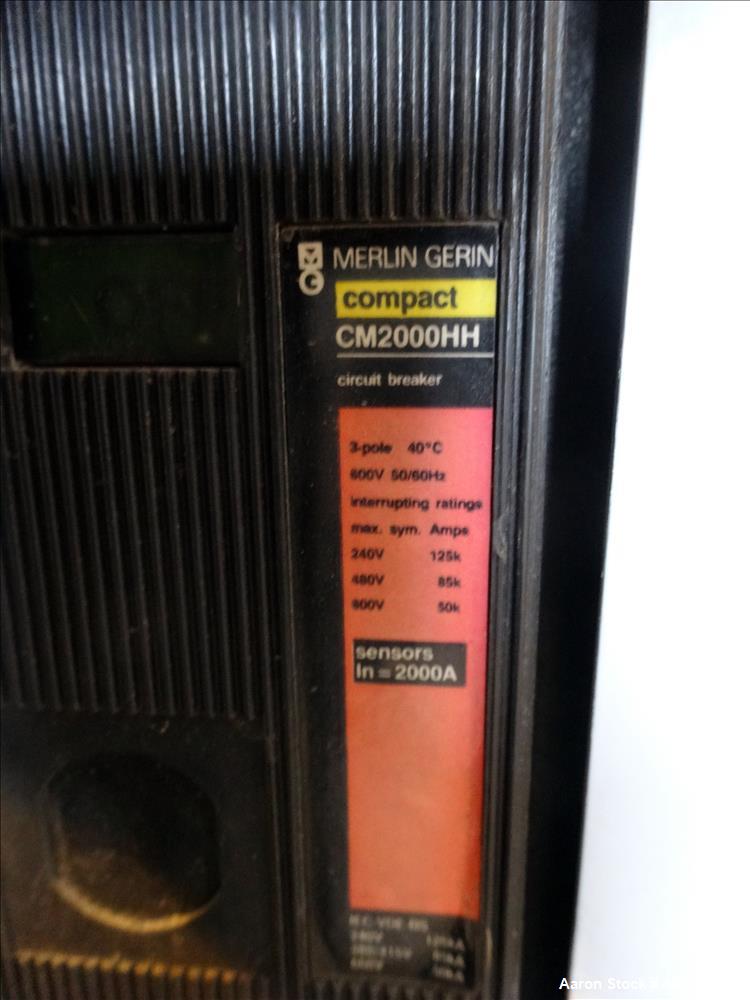 MG MERLIN GERIN
compact
CM2000HH
circuit breaker
3-pole 40°C
600V 50/60Hz
interrupting ratings
max. sym. Amps
240V 125k
480V 85k
600V 50k
sensors
In = 2000A
240V
Aaron Stock